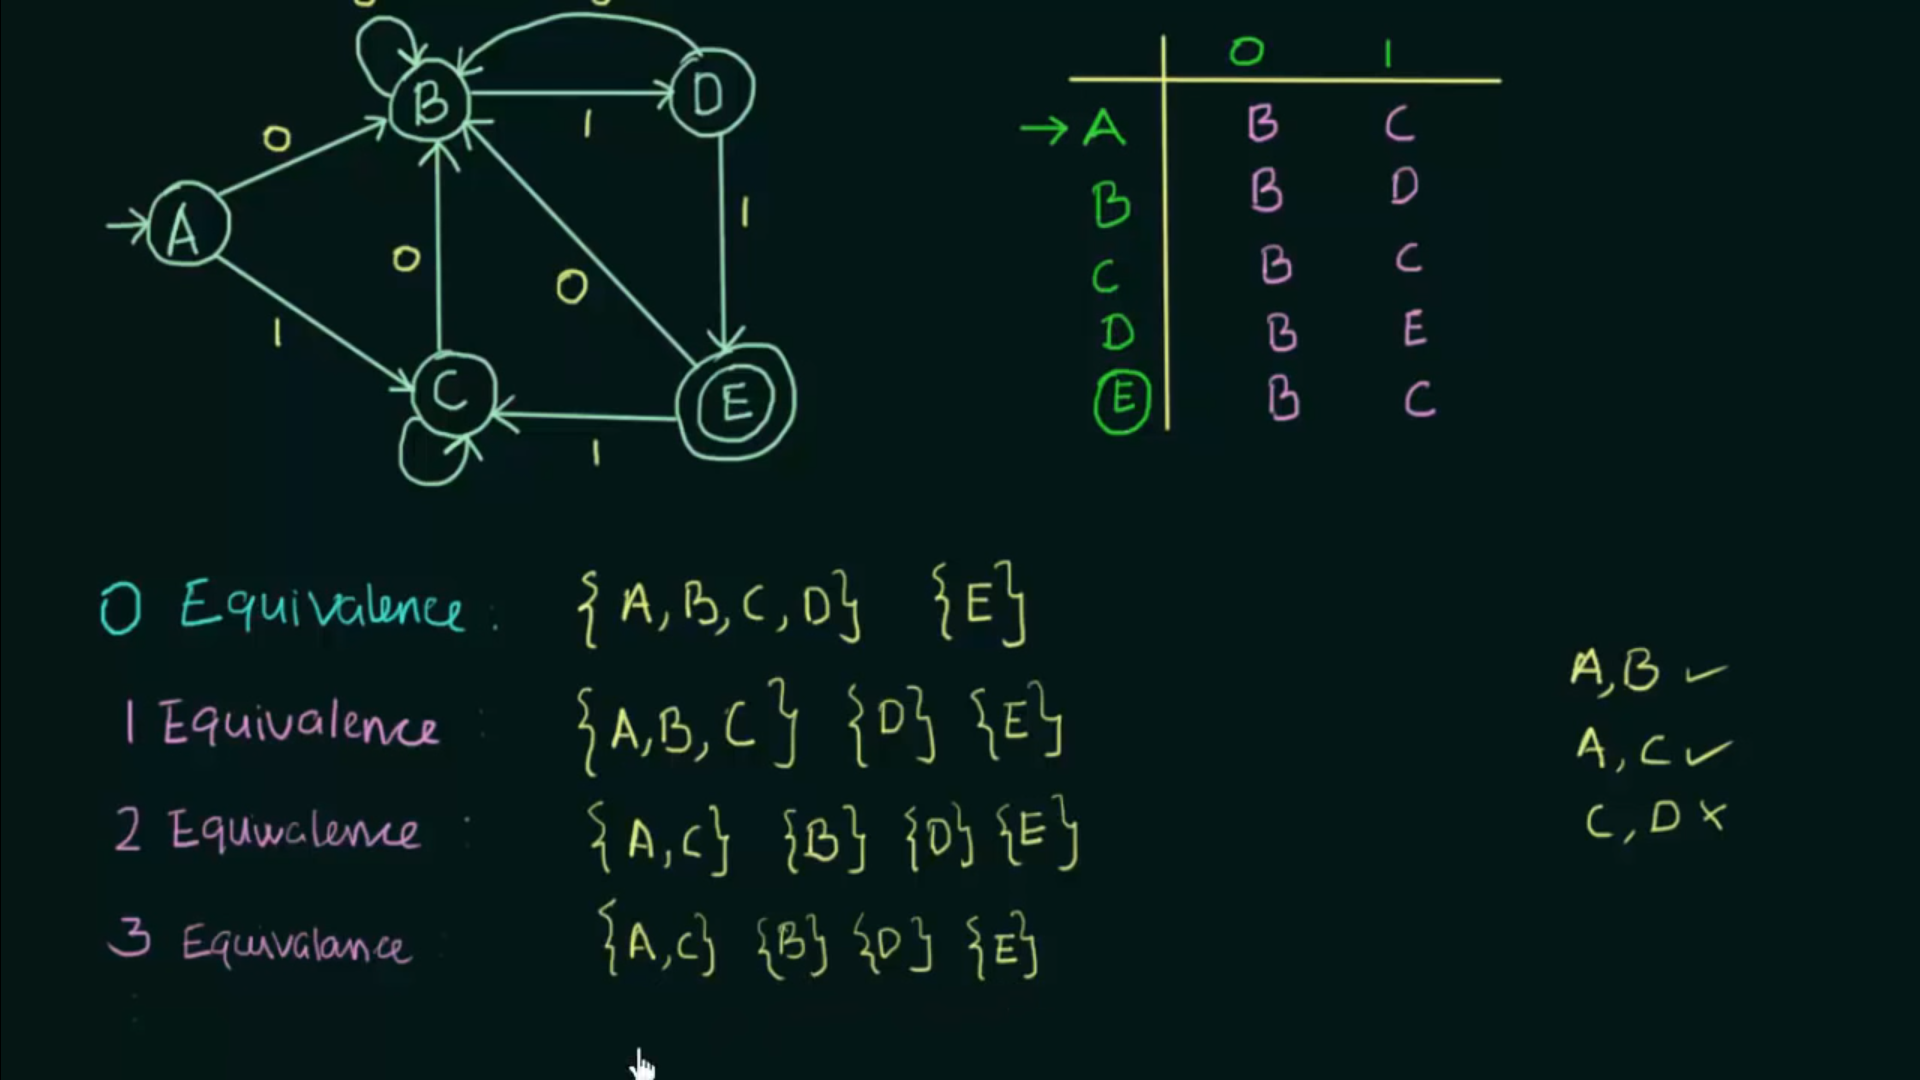 B
D
1
0
A
1
0
0
1
C
E
1
0 1
→ A B C
B B D
C B C
D B E
E B C
0 Equivalence : {A, B, C, D} {E}
1 Equivalence : {A, B, C} {D} {E}
2 Equivalence : {A, C} {B} {D} {E}
3 Equivalance {A, C} {B} {D} {E}
A, B ✓
A, C ✓
C, D ✗